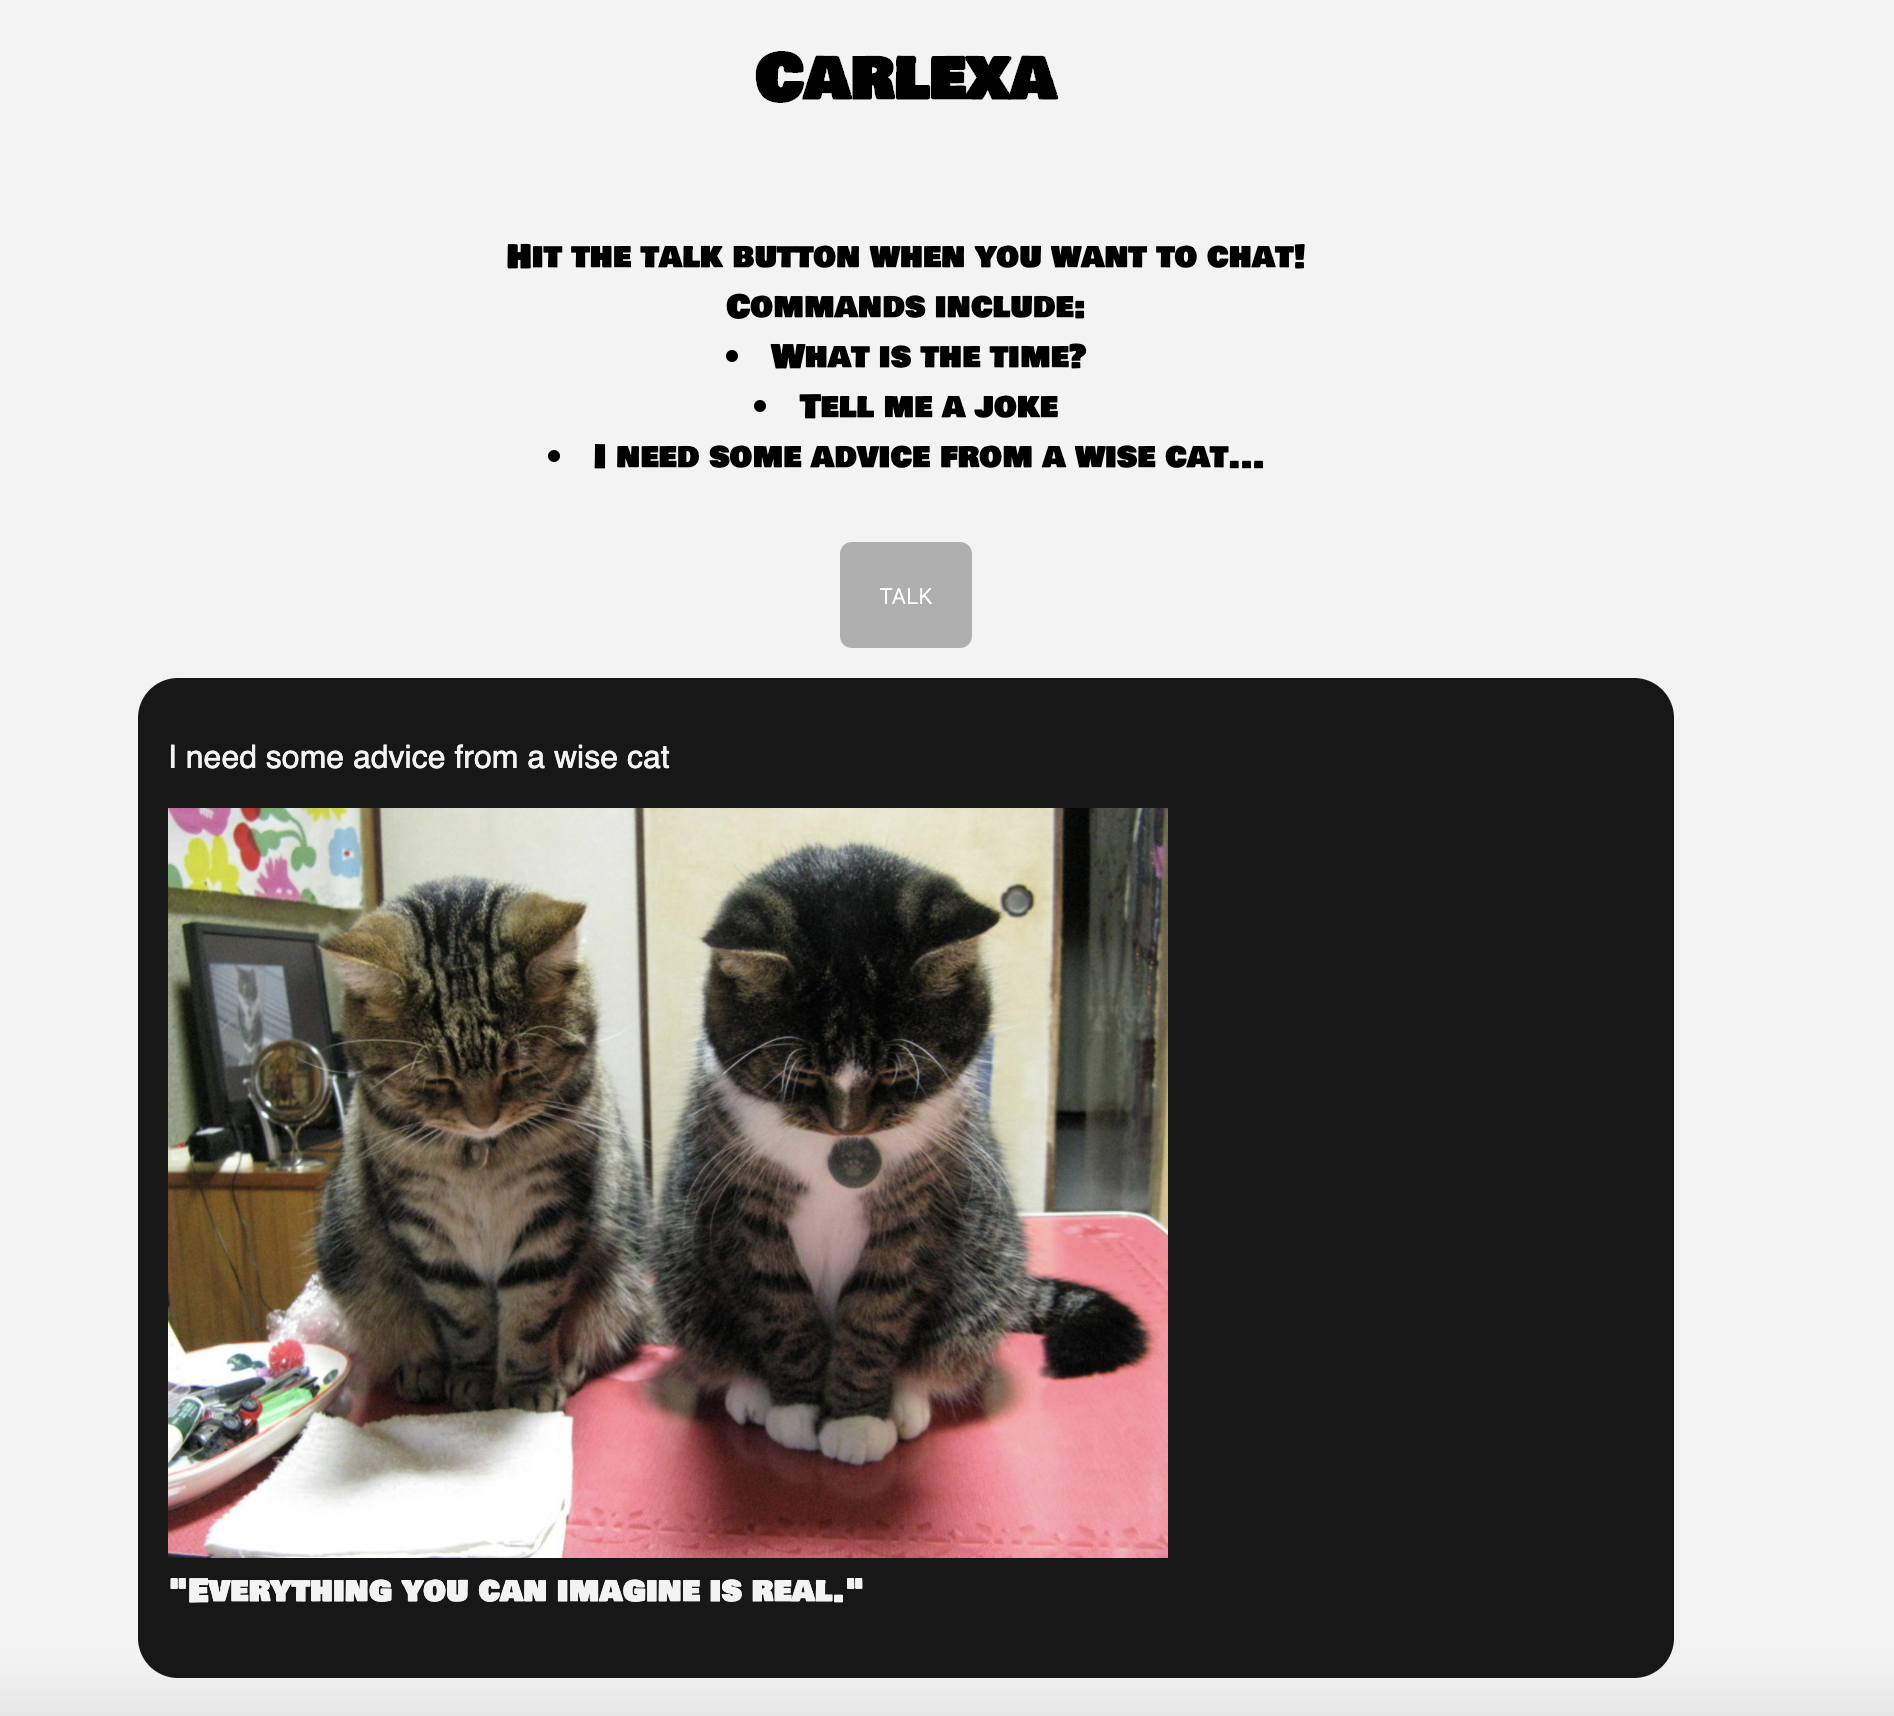 Carlexa
Hit the talk button when you want to chat!
Commands include:
• What is the time?
• Tell me a joke
• I need some advice from a wise cat...
TALK
I need some advice from a wise cat
"Everything you can imagine is real."